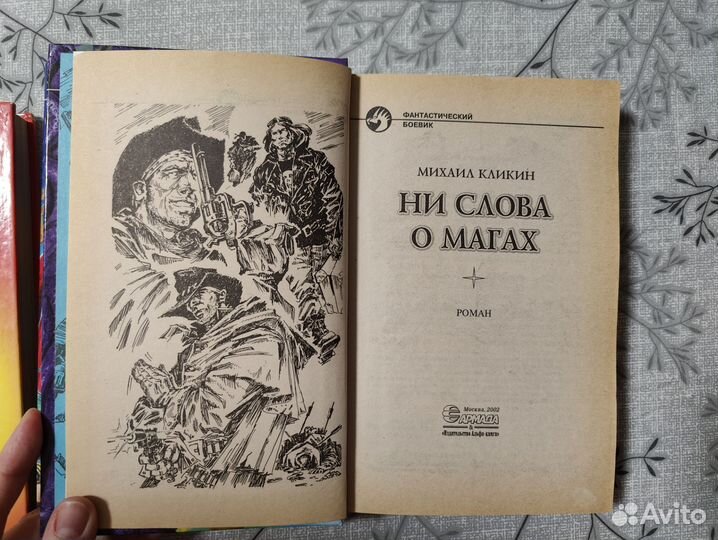 ФАНТАСТИЧЕСКИЙ
БОЕВИК
МИХАИЛ КЛИКИН
НИ СЛОВА
О МАГАХ
РОМАН
Москва, 2002
АРМАДА
&
«Издательство Альфа-книга»
Avito